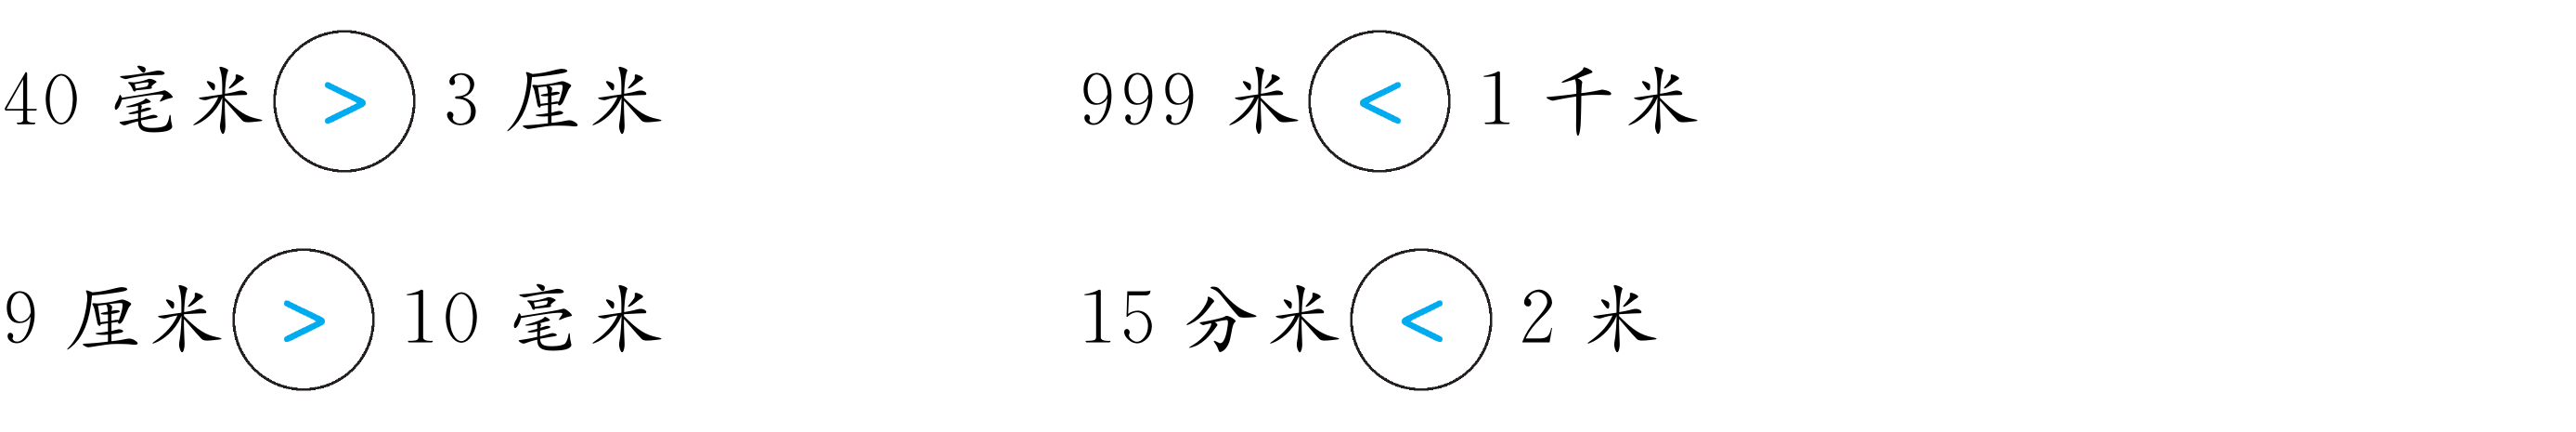 40 毫米 > 3 厘米 999 米 < 1 千米
9 厘米 > 10 毫米 15 分米 < 2 米